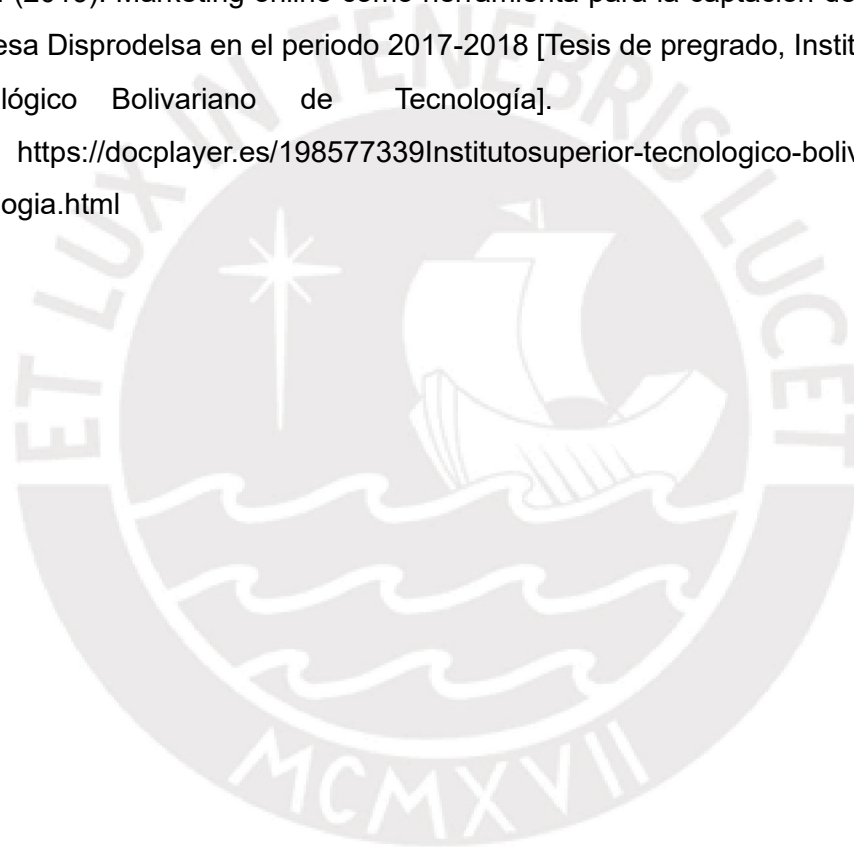 (2019). Marketing online como herramienta para la captación de
esa Disprodelsa en el periodo 2017-2018 [Tesis de pregrado, Instit
lógico Bolivariano de Tecnología].
https://docplayer.es/198577339Institutosuperior-tecnologico-boliv
ogia.html
ET LUX IN TENEBRIS LUCET
MCMXVII